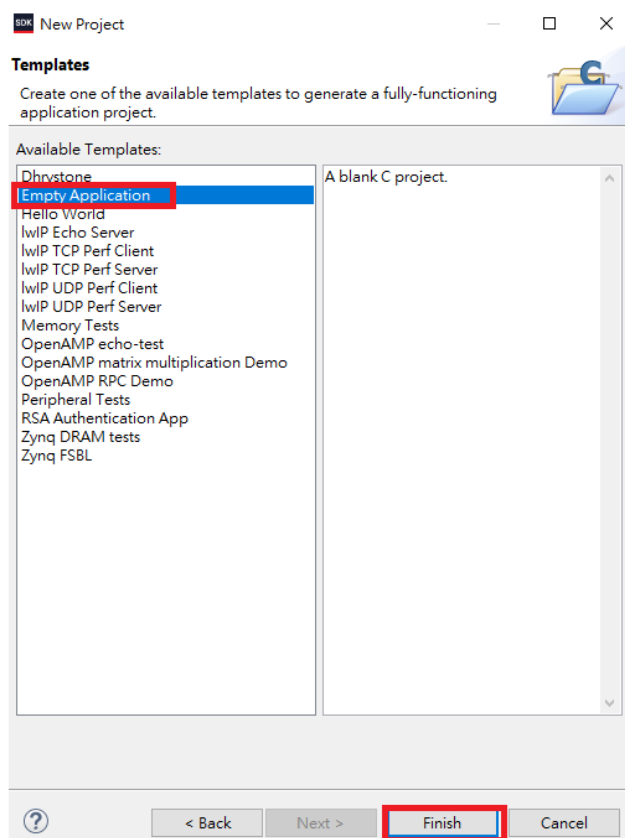 SDK New Project
Templates
Create one of the available templates to generate a fully-functioning
application project.
Available Templates:
Dhrystone
Empty Application
Hello World
lwIP Echo Server
lwIP TCP Perf Client
lwIP TCP Perf Server
lwIP UDP Perf Client
lwIP UDP Perf Server
Memory Tests
OpenAMP echo-test
OpenAMP matrix multiplication Demo
OpenAMP RPC Demo
Peripheral Tests
RSA Authentication App
Zynq DRAM tests
Zynq FSBL
A blank C project.
? < Back Next > Finish Cancel